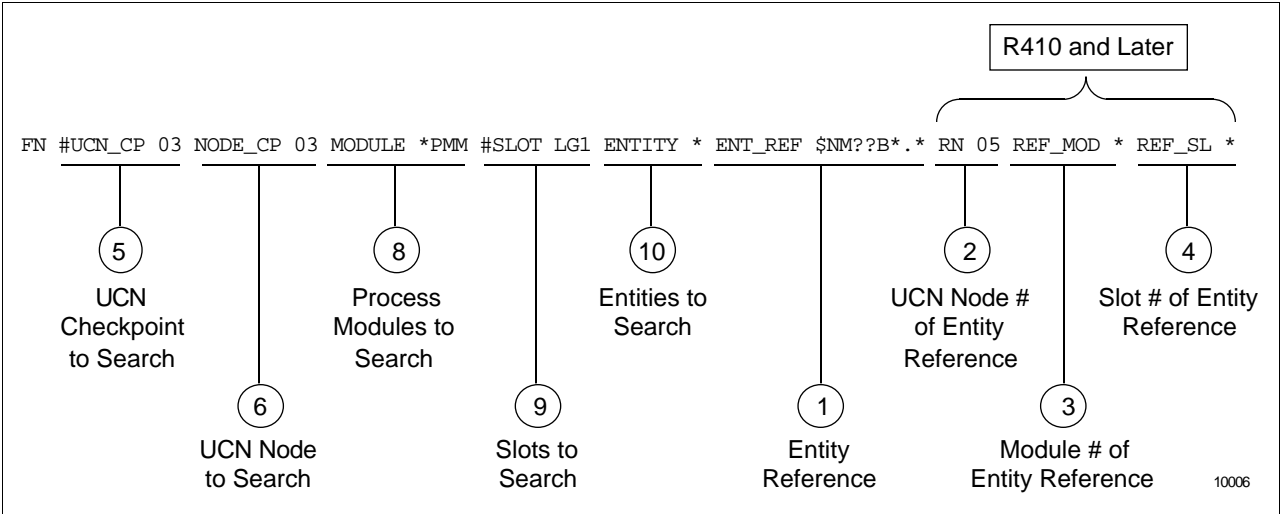 R410 and Later
FN #UCN_CP 03 NODE_CP 03 MODULE *PMM #SLOT LG1 ENTITY * ENT_REF $NM??B*.* RN 05 REF_MOD * REF_SL *
5
UCN
Checkpoint
to Search
8
Process
Modules to
Search
10
Entities to
Search
2
UCN Node #
of Entity
Reference
4
Slot # of Entity
Reference
6
UCN Node
to Search
9
Slots to
Search
1
Entity
Reference
3
Module # of
Entity Reference
10006